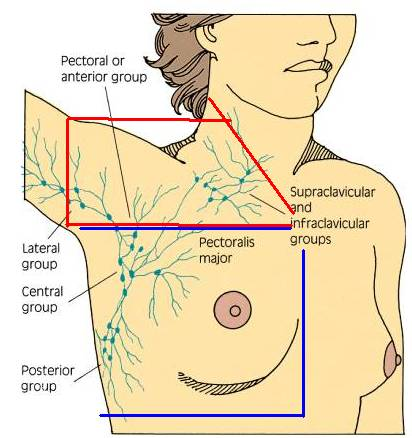 Pectoral or
anterior group
Supraclavicular
and
infraclavicular
groups
Lateral
group
Pectoralis
major
Central
group
Posterior
group